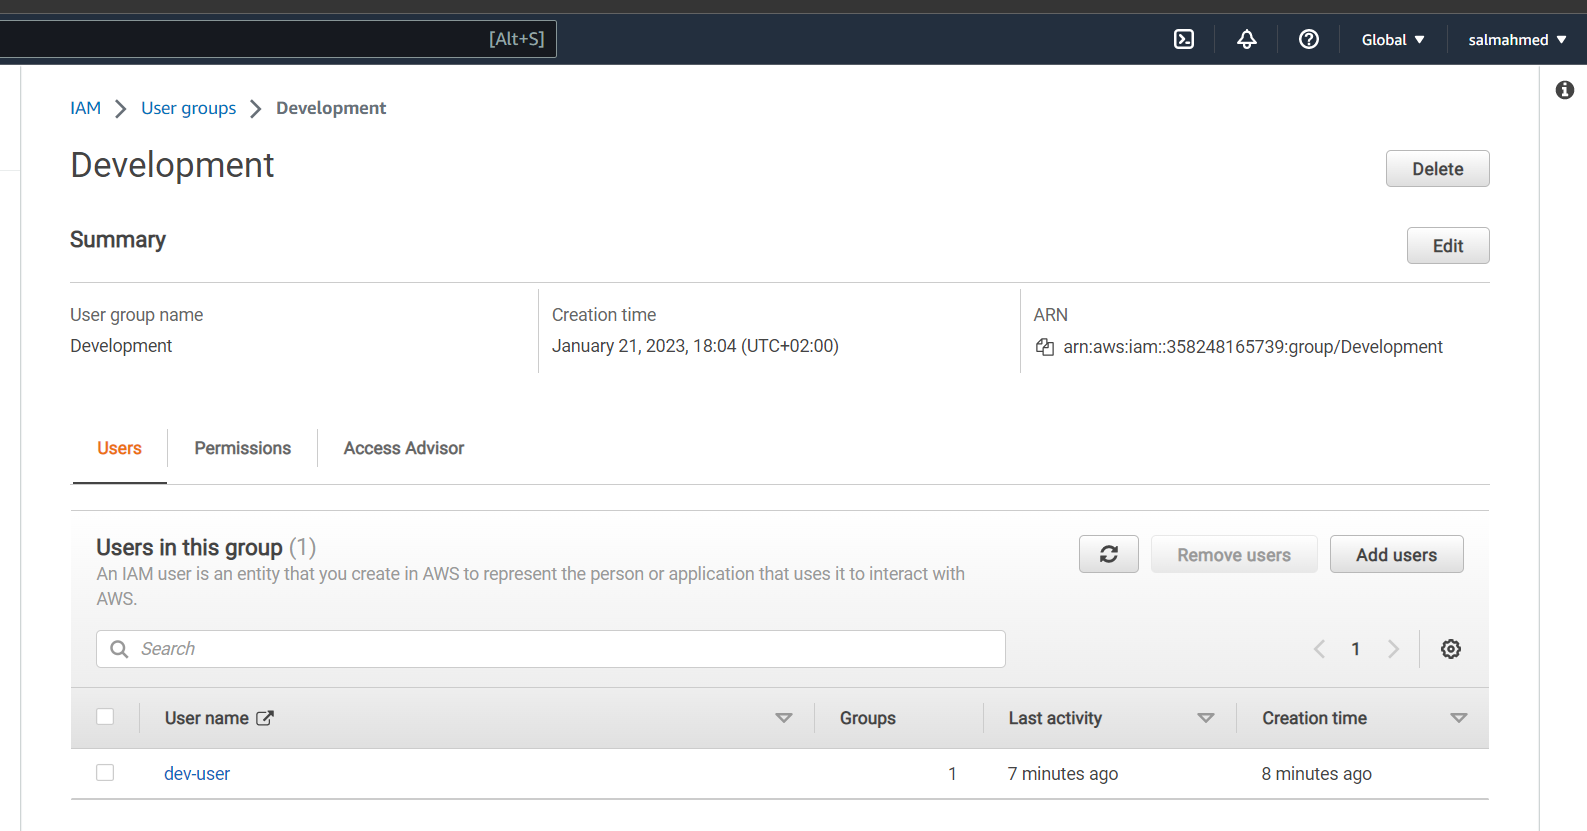 [Alt+S]
Global
salmahmed
IAM
User groups
Development
Development
Delete
Summary
Edit
User group name
Development
Creation time
January 21, 2023, 18:04 (UTC+02:00)
ARN
arn:aws:iam::358248165739:group/Development
Users
Permissions
Access Advisor
Users in this group (1)
An IAM user is an entity that you create in AWS to represent the person or application that uses it to interact with
AWS.
Remove users
Add users
Search
1
User name
Groups
Last activity
Creation time
dev-user
1
7 minutes ago
8 minutes ago